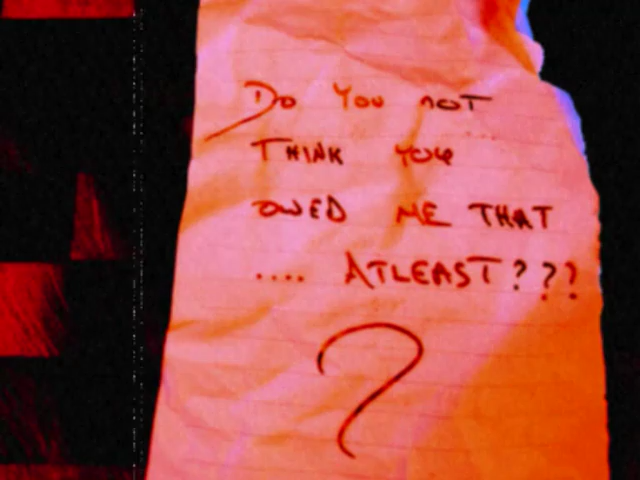 Do You noT
THINK you
OWED ME THAT
.... ATLEAST???
?